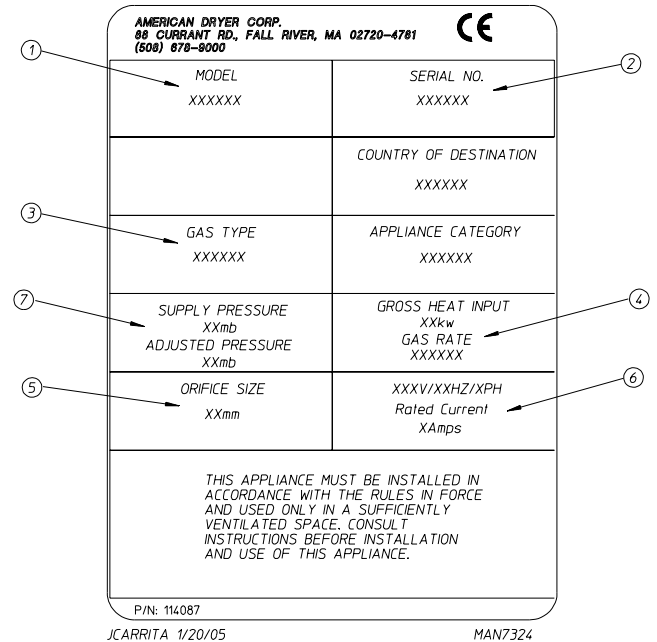 AMERICAN DRYER CORP.
88 CURRANT RD., FALL RIVER, MA 02720-4781
(508) 678-9000
CE
1
MODEL
XXXXXX
SERIAL NO.
XXXXXX
2
COUNTRY OF DESTINATION
XXXXXX
3
GAS TYPE
XXXXXX
APPLIANCE CATEGORY
XXXXXX
7
SUPPLY PRESSURE
XXmb
ADJUSTED PRESSURE
XXmb
GROSS HEAT INPUT
XXkw
GAS RATE
XXXXXX
4
5
ORIFICE SIZE
XXmm
XXXV/XXHZ/XPH
Rated Current
XAmps
6
THIS APPLIANCE MUST BE INSTALLED IN
ACCORDANCE WITH THE RULES IN FORCE
AND USED ONLY IN A SUFFICIENTLY
VENTILATED SPACE. CONSULT
INSTRUCTIONS BEFORE INSTALLATION
AND USE OF THIS APPLIANCE.
P/N: 114087
JCARRITA 1/20/05
MAN7324